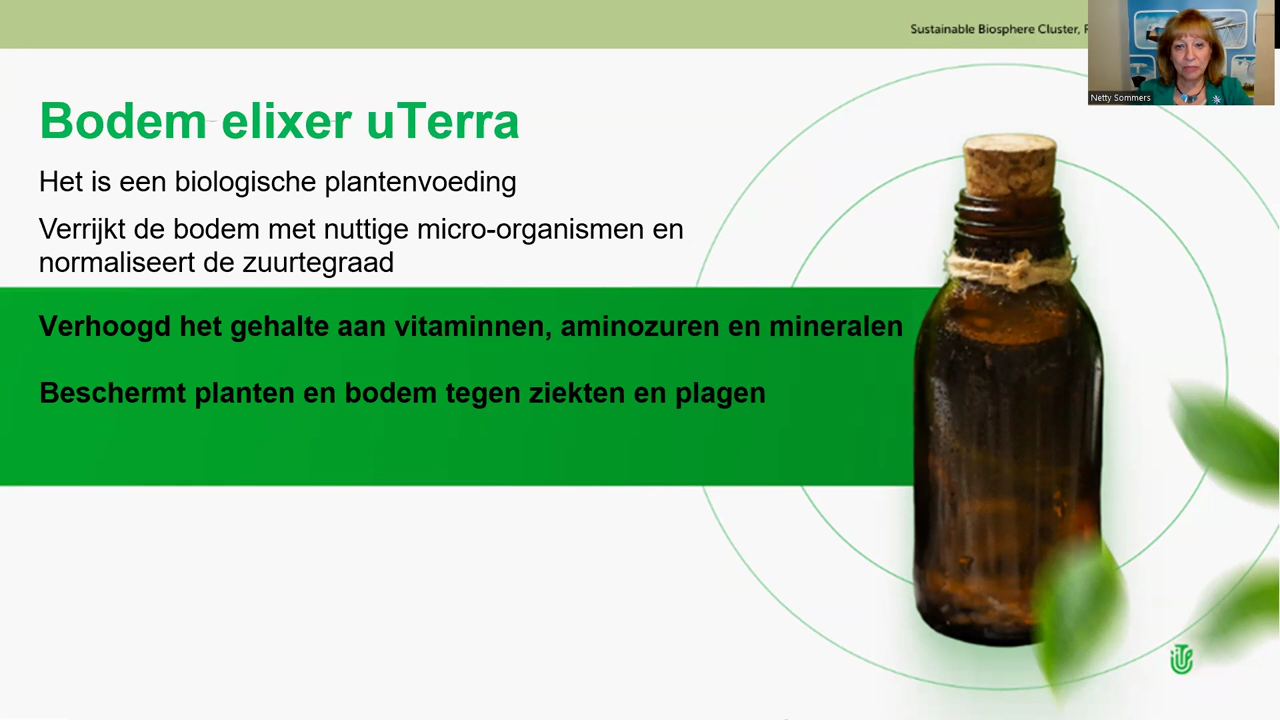 Sustainable Biosphere Cluster,
Netty Sommers
Bodem elixer uTerra
Het is een biologische plantenvoeding
Verrijkt de bodem met nuttige micro-organismen en
normaliseert de zuurtegraad
Verhoogd het gehalte aan vitaminnen, aminozuren en mineralen
Beschermt planten en bodem tegen ziekten en plagen